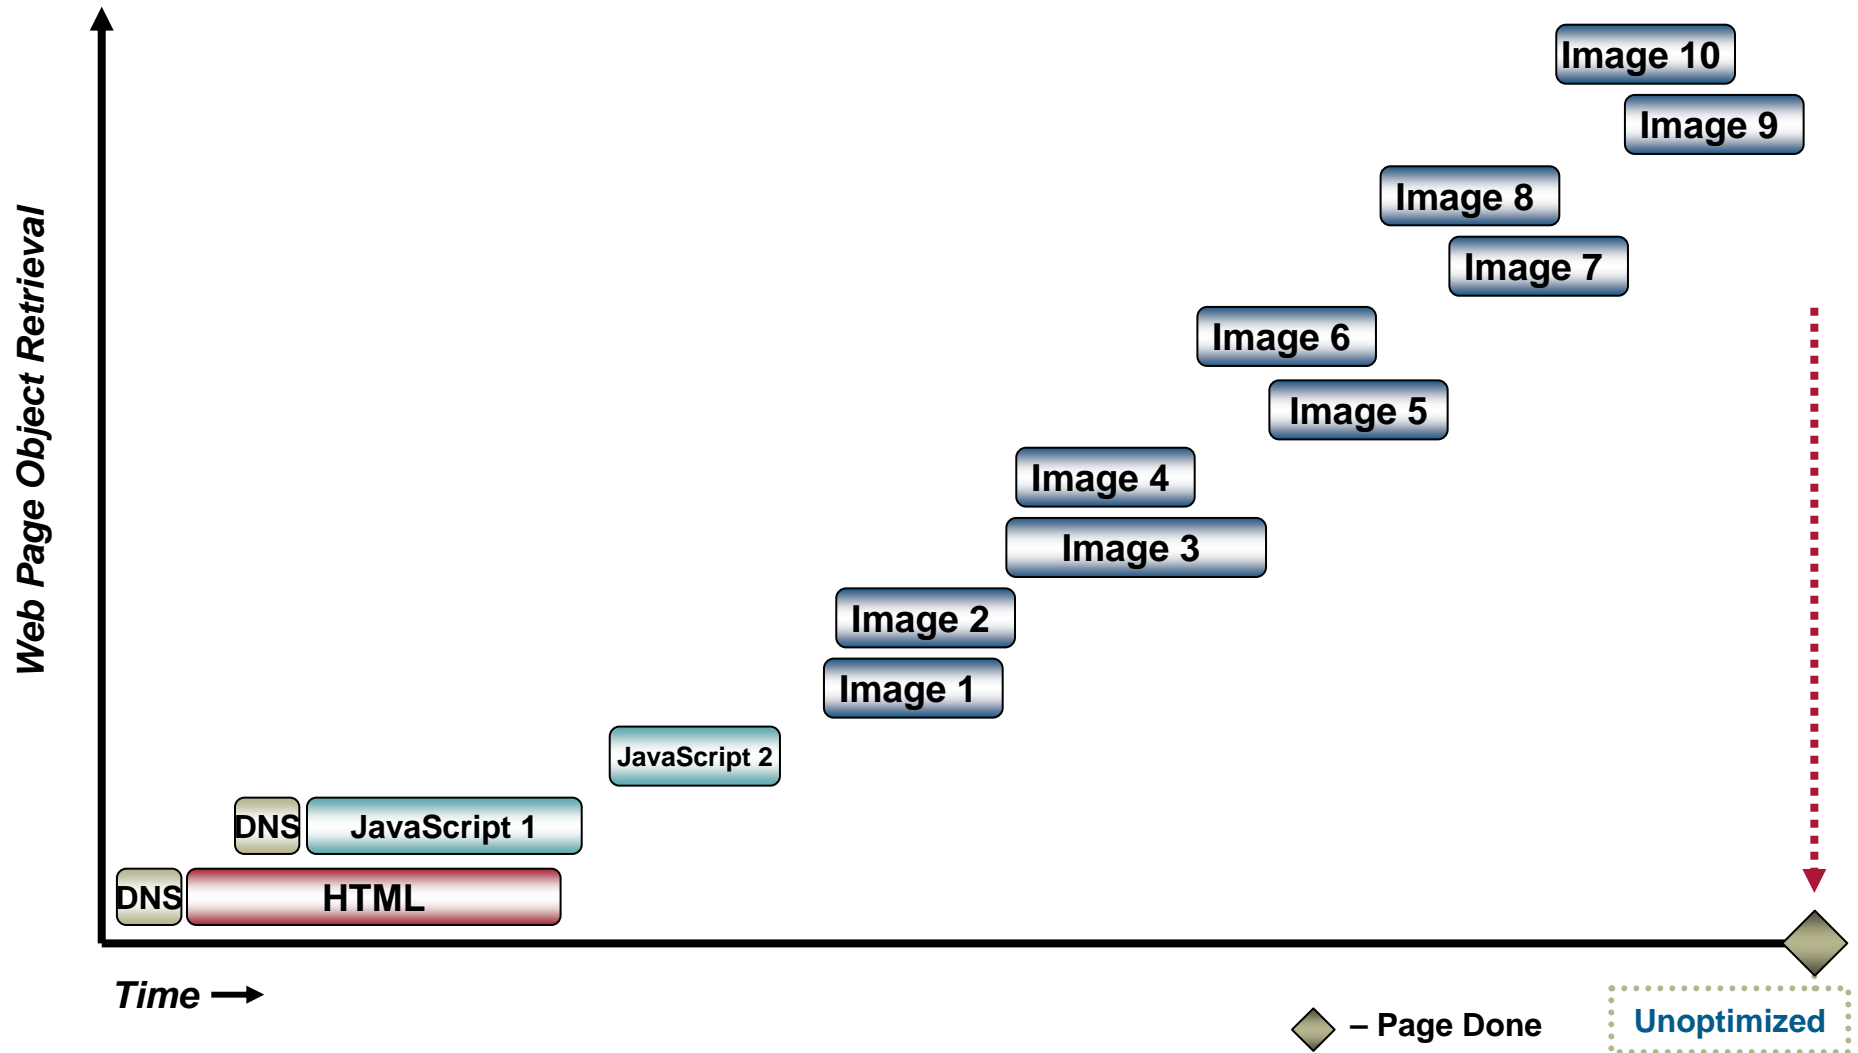 Image 10
Image 9
Image 8
Image 7
Image 6
Image 5
Image 4
Image 3
Image 2
Image 1
JavaScript 2
DNS JavaScript 1
DNS HTML
Web Page Object Retrieval
Time
– Page Done
Unoptimized